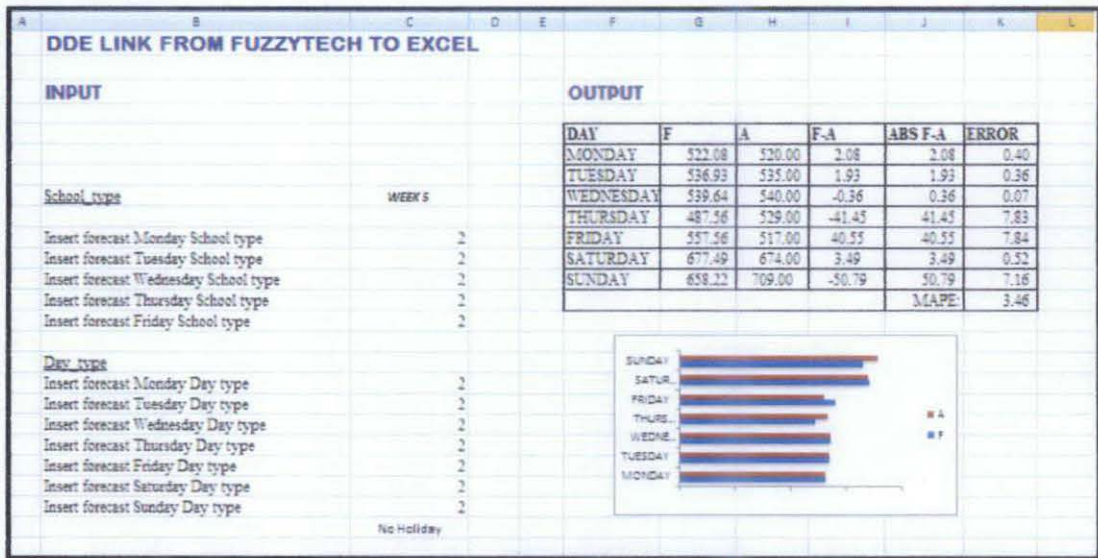 A B C D E F G H I J K L
DDE LINK FROM FUZZYTECH TO EXCEL
INPUT
OUTPUT
DAY F A F-A ABS F-A ERROR
MONDAY 522.08 520.00 2.08 2.08 0.40
TUESDAY 536.93 535.00 1.93 1.93 0.36
WEDNESDAY 539.64 540.00 -0.36 0.36 0.07
THURSDAY 487.56 529.00 -41.45 41.45 7.83
FRIDAY 557.56 517.00 40.55 40.55 7.84
SATURDAY 677.49 674.00 3.49 3.49 0.52
SUNDAY 658.22 709.00 -50.79 50.79 7.16
MAPE: 3.46
School_type WEEK 5
Insert forecast Monday School type 2
Insert forecast Tuesday School type 2
Insert forecast Wednesday School type 2
Insert forecast Thursday School type 2
Insert forecast Friday School type 2
Day_type
Insert forecast Monday Day type 2
Insert forecast Tuesday Day type 2
Insert forecast Wednesday Day type 2
Insert forecast Thursday Day type 2
Insert forecast Friday Day type 2
Insert forecast Saturday Day type 2
Insert forecast Sunday Day type 2
No Holiday
SUNDAY
SATUR...
FRIDAY
THURS...
WEDNE...
TUESDAY
MONDAY
A
F